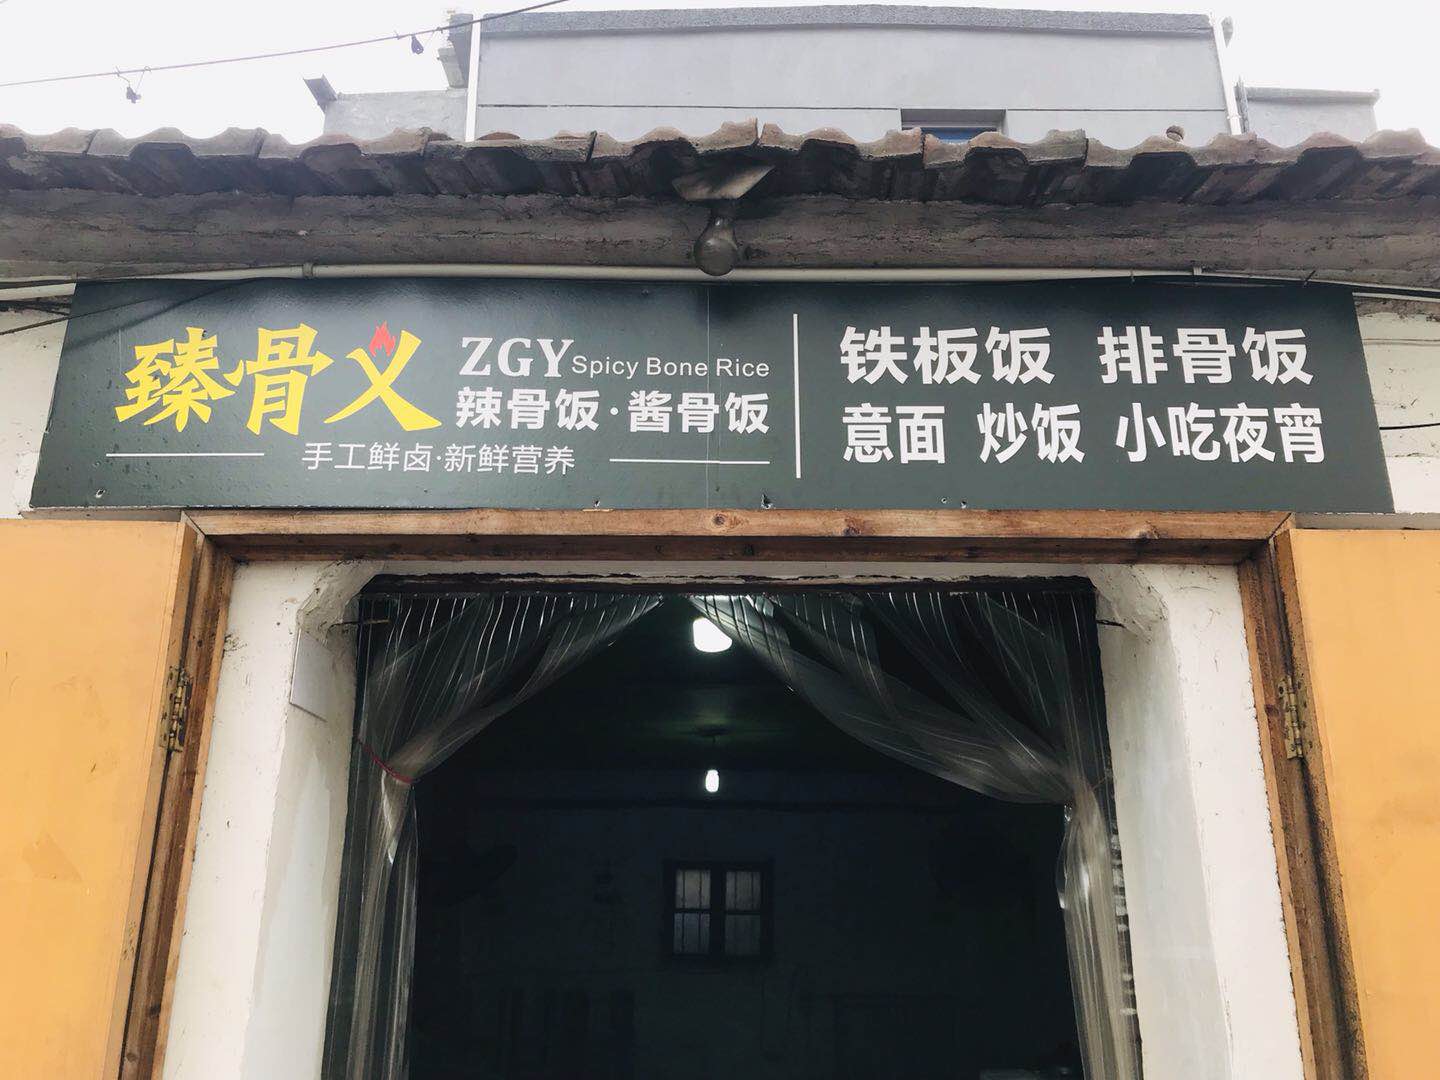 臻骨义
ZGY Spicy Bone Rice
辣骨饭·酱骨饭
手工鲜卤·新鲜营养
铁板饭 排骨饭
意面 炒饭 小吃夜宵